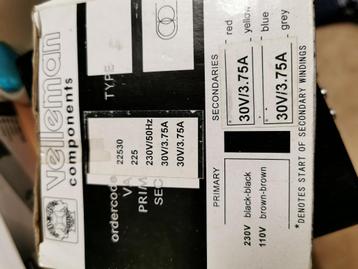 velleman
components
TYPE
ordercode 22530
VA 225
PRIM 230V/50Hz
SEC 30V/3.75A
30V/3.75A
SECONDARIES
30V/3.75A red
yellow
30V/3.75A blue
grey
PRIMARY
230V black-black
110V brown-brown
*DENOTES START OF SECONDARY WINDINGS